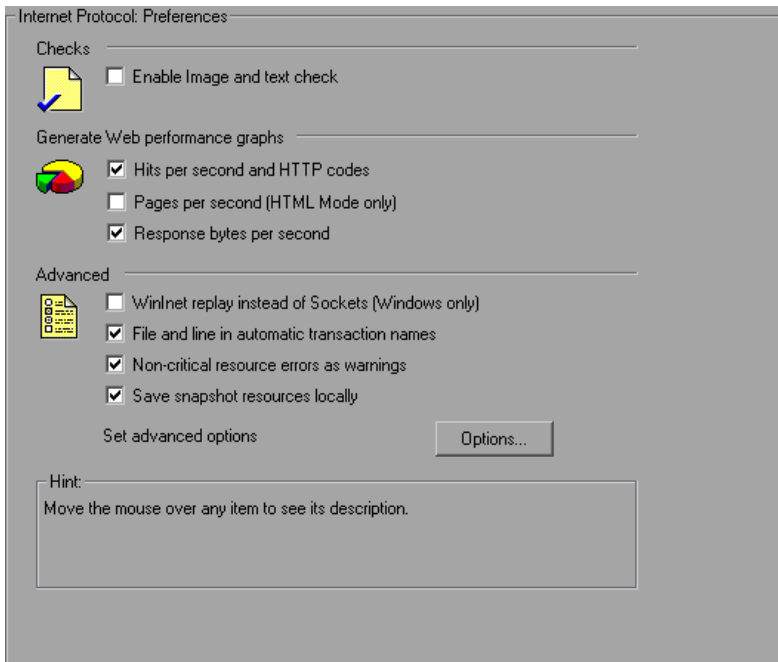 Internet Protocol: Preferences
Checks
Enable Image and text check
Generate Web performance graphs
Hits per second and HTTP codes
Pages per second (HTML Mode only)
Response bytes per second
Advanced
WinInet replay instead of Sockets (Windows only)
File and line in automatic transaction names
Non-critical resource errors as warnings
Save snapshot resources locally
Set advanced options Options...
Hint:
Move the mouse over any item to see its description.